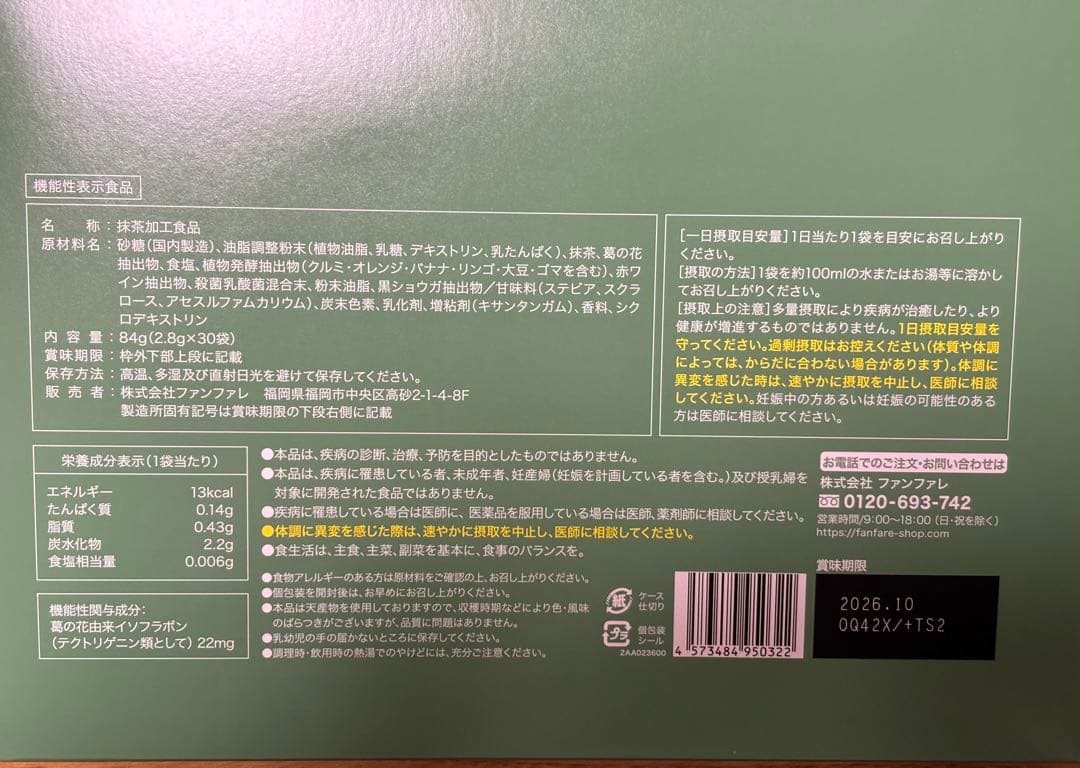 機能性表示食品
名　　称：抹茶加工食品
原材料名：砂糖（国内製造）、油脂調整粉末（植物油脂、乳糖、デキストリン、乳たんぱく）、抹茶、葛の花
抽出物、食塩、植物発酵抽出物（クルミ・オレンジ・バナナ・リンゴ・大豆・ゴマを含む）、赤ワ
イン抽出物、殺菌乳酸菌混合末、粉末油脂、黒ショウガ抽出物／甘味料（ステビア、スクラ
ロース、アセスルファムカリウム）、炭末色素、乳化剤、増粘剤（キサンタンガム）、香料、シク
ロデキストリン
内 容 量：84g（2.8g×30袋）
賞味期限：枠外下部上段に記載
保存方法：高温、多湿及び直射日光を避けて保存してください。
販 売 者：株式会社ファンファレ　福岡県福岡市中央区高砂2-1-4-8F
製造所固有記号は賞味期限の下段右側に記載
［一日摂取目安量］1日当たり1袋を目安にお召し上がり
ください。
［摂取の方法］1袋を約100mlの水またはお湯等に溶かし
てお召し上がりください。
［摂取上の注意］多量摂取により疾病が治癒したり、より
健康が増進するものではありません。1日摂取目安量を
守ってください。過剰摂取はお控えください（体質や体調
によっては、からだに合わない場合があります）。体調に
異変を感じた時は、速やかに摂取を中止し、医師に相談
してください。妊娠中の方あるいは妊娠の可能性のある
方は医師に相談してください。
栄養成分表示（1袋当たり）
エネルギー 13kcal
たんぱく質 0.14g
脂質 0.43g
炭水化物 2.2g
食塩相当量 0.006g
機能性関与成分：
葛の花由来イソフラボン
（テクトリゲニン類として）22mg
●本品は、疾病の診断、治療、予防を目的としたものではありません。
●本品は、疾病に罹患している者、未成年者、妊産婦（妊娠を計画している者を含む。）及び授乳婦を
対象に開発された食品ではありません。
●疾病に罹患している場合は医師に、医薬品を服用している場合は医師、薬剤師に相談してください。
●体調に異変を感じた際は、速やかに摂取を中止し、医師に相談してください。
●食生活は、主食、主菜、副菜を基本に、食事のバランスを。
●食物アレルギーのある方は原材料をご確認の上、お召し上がりください。
●個包装を開封後は、お早めにお召し上がりください。
●本品は天産物を使用しておりますので、収穫時期などにより色・風味
のばらつきがございますが、品質に問題はありません。
●乳幼児の手の届かないところに保存してください。
●調理時・飲用時の熱湯でのやけどには、充分ご注意ください。
紙
ケース
仕切り
プラ
個包装
シール
2AA023600
4 573484 950322
お電話でのご注文・お問い合わせは
株式会社 ファンファレ
0120-693-742
営業時間/9:00〜18:00（日・祝を除く）
https://fanfare-shop.com
賞味期限
2026.10
0Q42X/+TS2